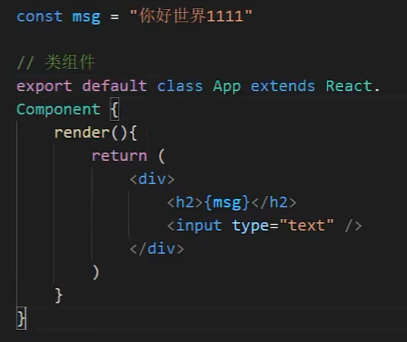 const msg = "你好世界1111"
// 类组件
export default class App extends React.
Component {
render(){
return (
<div>
<h2>{msg}</h2>
<input type="text" />
</div>
)
}
}